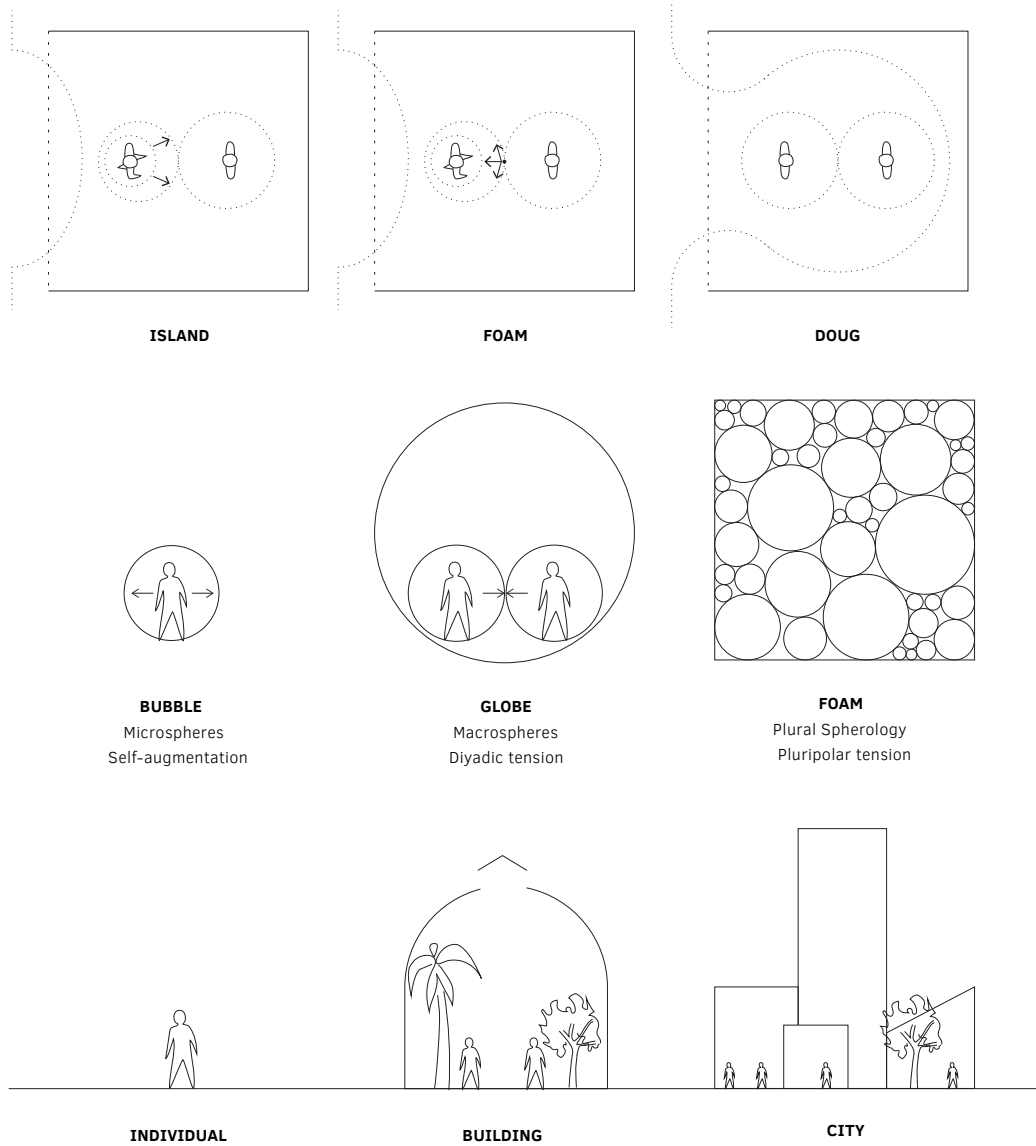 ISLAND
FOAM
DOUG
BUBBLE
Microspheres
Self-augmentation
GLOBE
Macrospheres
Diyadic tension
FOAM
Plural Spherology
Pluripolar tension
INDIVIDUAL
BUILDING
CITY